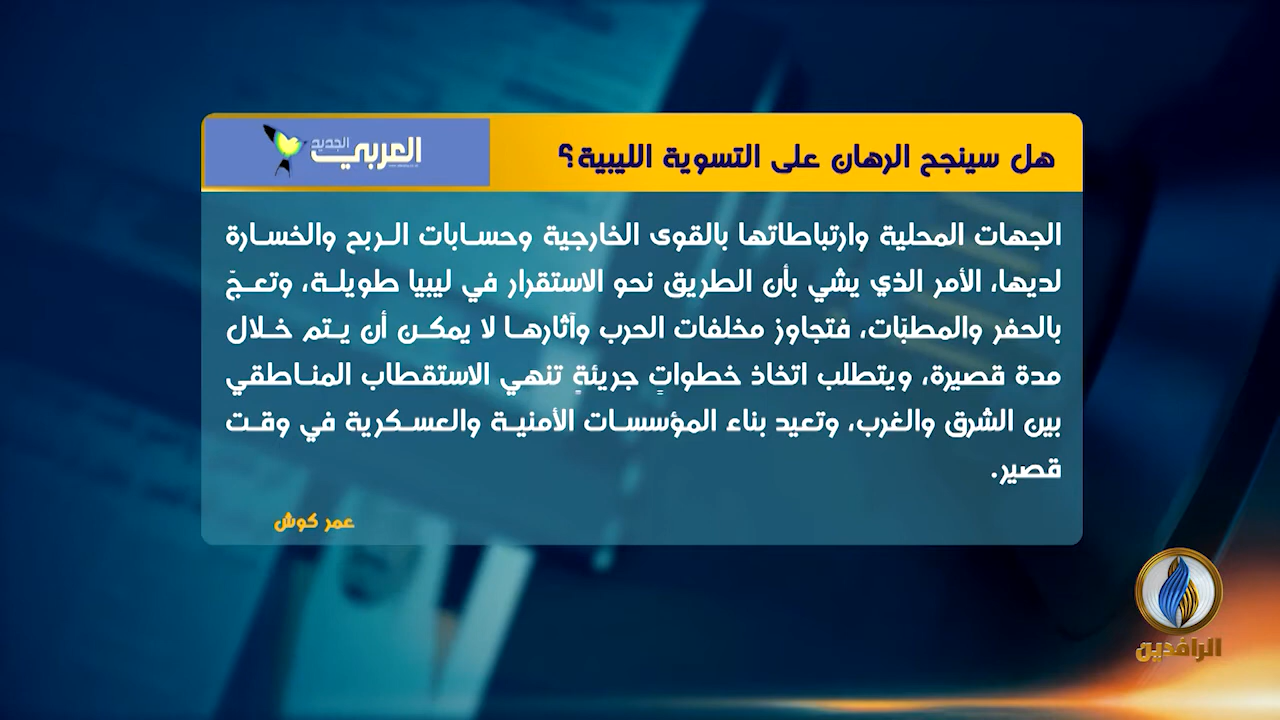 هل سينجح الرهان على التسوية الليبية؟
العربي الجديد
الجهات المحلية وارتباطاتها بالقوى الخارجية وحسابات الربح والخسارة
لديها، الأمر الذي يشي بأن الطريق نحو الاستقرار في ليبيا طويلة، وتعجّ
بالحفر والمطبّات، فتجاوز مخلفات الحرب وآثارها لا يمكن أن يتم خلال
مدة قصيرة، ويتطلب اتخاذ خطواتٍ جريئةٍ تنهي الاستقطاب المناطقي
بين الشرق والغرب، وتعيد بناء المؤسسات الأمنية والعسكرية في وقت
قصير.
عمر كوش
الرافدين